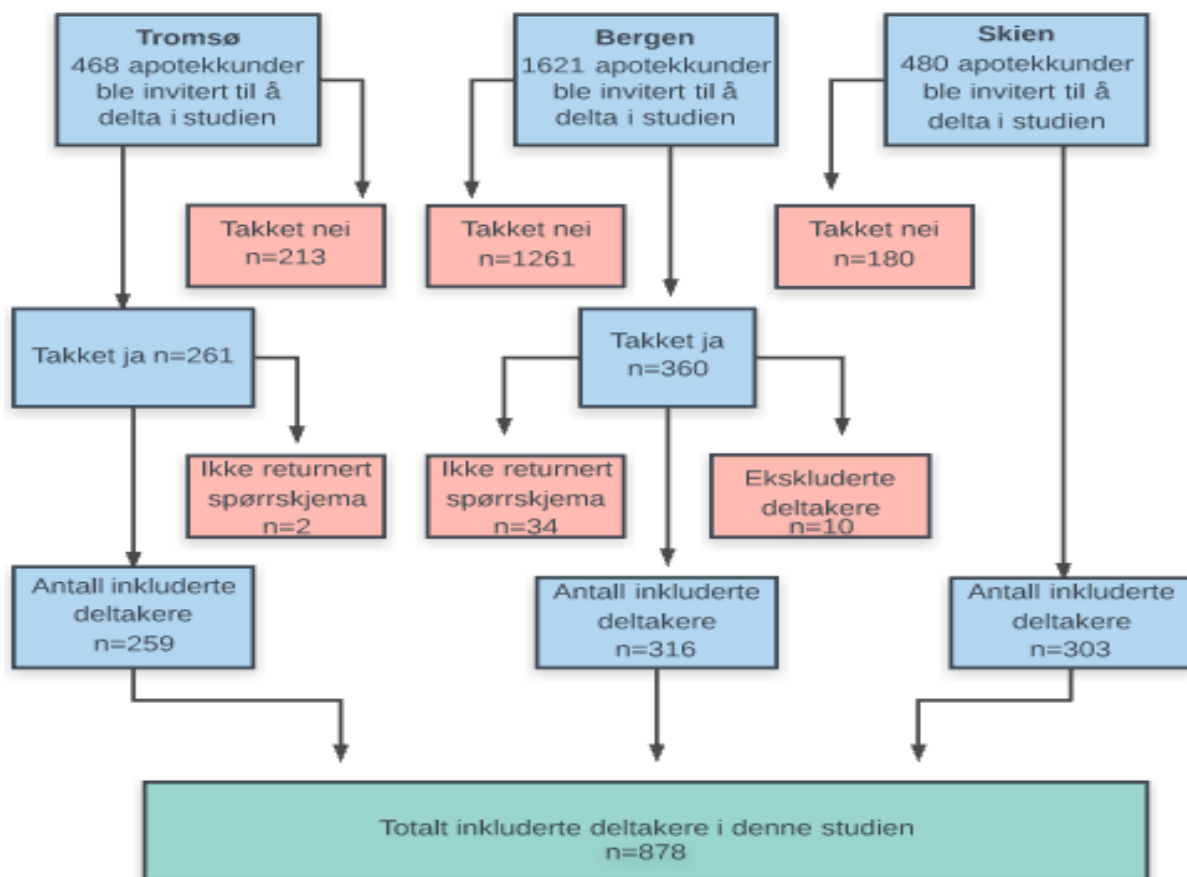 Tromsø
468 apotekkunder
ble invitert til å
delta i studien
Bergen
1621 apotekkunder
ble invitert til å
delta i studien
Skien
480 apotekkunder
ble invitert til å
delta i studien
Takket nei
n=213
Takket nei
n=1261
Takket nei
n=180
Takket ja n=261
Takket ja
n=360
Ikke returnert
spørrskjema
n=2
Ikke returnert
spørrskjema
n=34
Ekskluderte
deltakere
n=10
Antall inkluderte
deltakere
n=259
Antall inkluderte
deltakere
n=316
Antall inkluderte
deltakere
n=303
Totalt inkluderte deltakere i denne studien
n=878